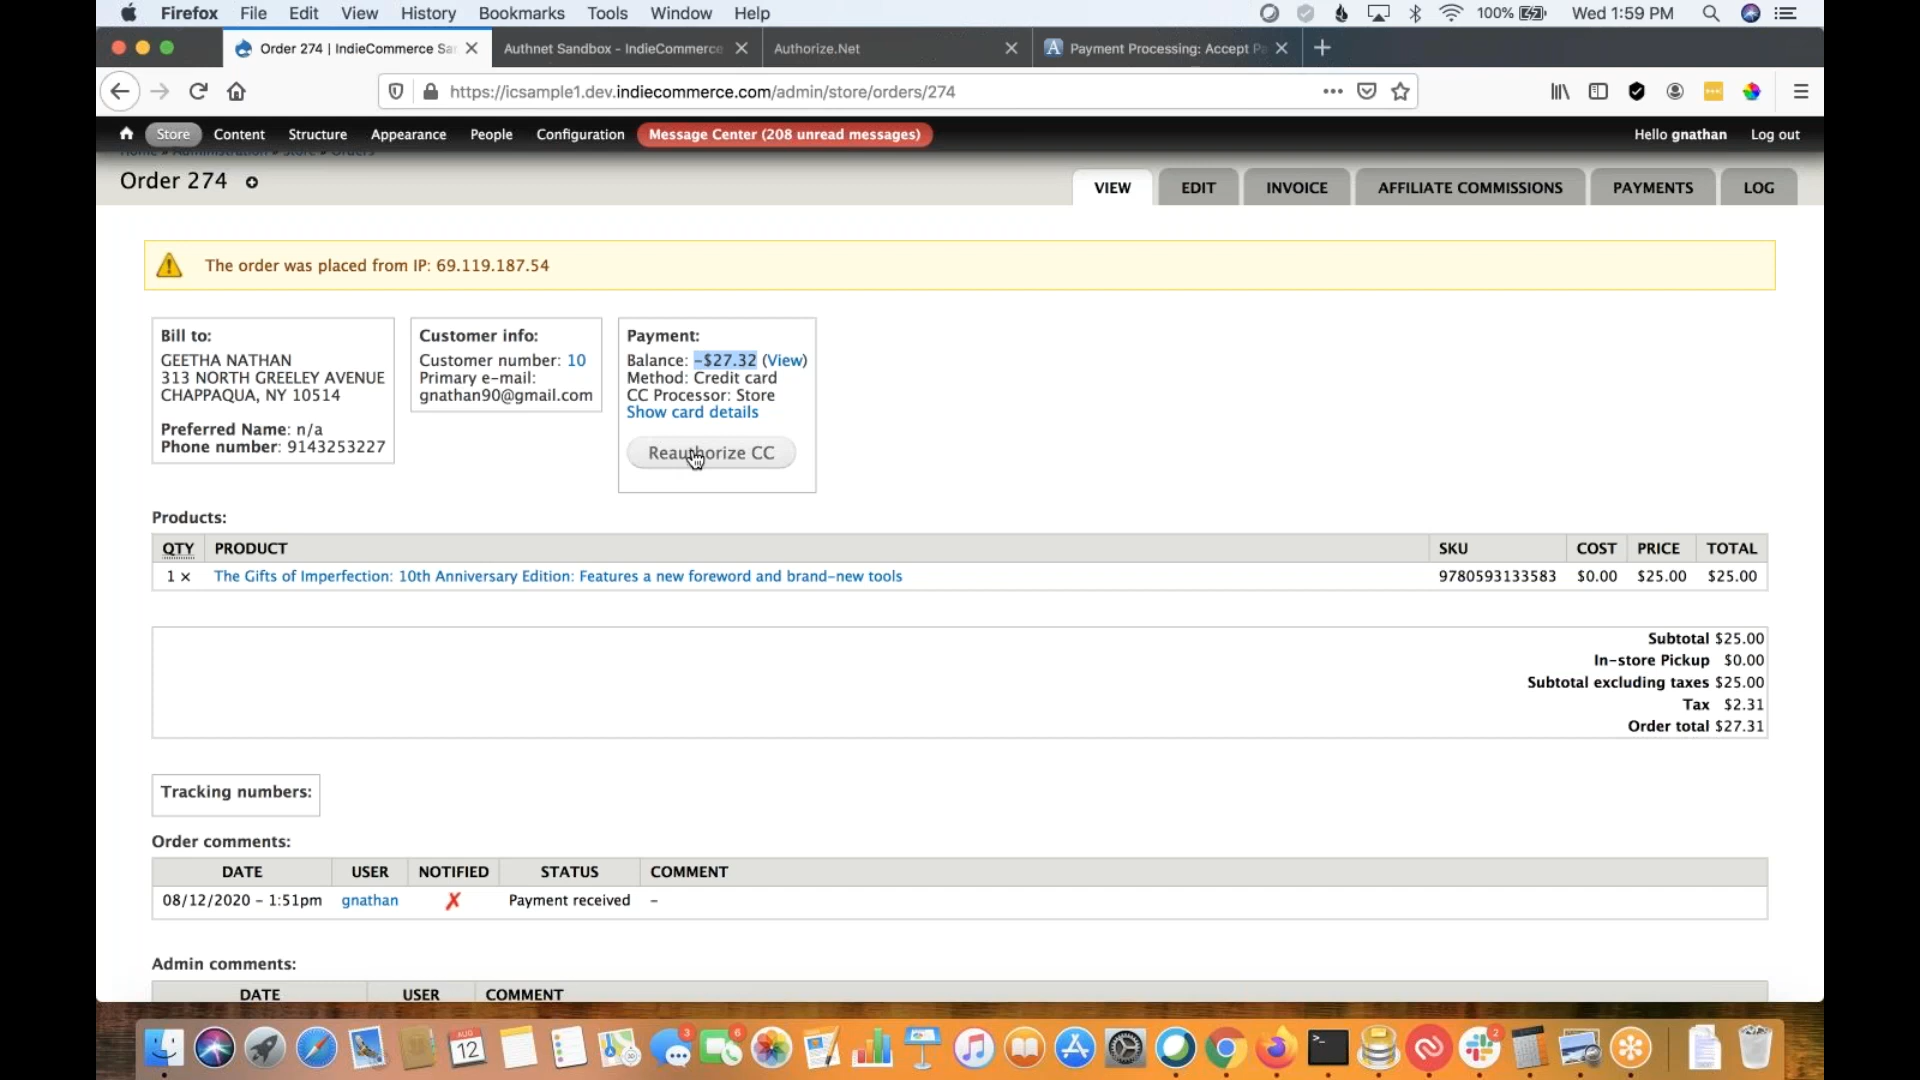 Firefox File Edit View History Bookmarks Tools Window Help 100% Wed 1:59 PM
Order 274 | IndieCommerce Sa Authnet Sandbox - IndieCommerce Authorize.Net Payment Processing: Accept Pa
https://icsample1.dev.indiecommerce.com/admin/store/orders/274
Store Content Structure Appearance People Configuration Message Center (208 unread messages) Hello gnathan Log out
Home » Administration » Store » Orders
Order 274
VIEW EDIT INVOICE AFFILIATE COMMISSIONS PAYMENTS LOG
The order was placed from IP: 69.119.187.54
Bill to:
GEETHA NATHAN
313 NORTH GREELEY AVENUE
CHAPPAQUA, NY 10514
Preferred Name: n/a
Phone number: 9143253227
Customer info:
Customer number: 10
Primary e-mail:
gnathan90@gmail.com
Payment:
Balance: -$27.32 (View)
Method: Credit card
CC Processor: Store
Show card details
Reauthorize CC
Products:
QTY PRODUCT SKU COST PRICE TOTAL
1 × The Gifts of Imperfection: 10th Anniversary Edition: Features a new foreword and brand-new tools 9780593133583 $0.00 $25.00 $25.00
Subtotal $25.00
In-store Pickup $0.00
Subtotal excluding taxes $25.00
Tax $2.31
Order total $27.31
Tracking numbers:
Order comments:
DATE USER NOTIFIED STATUS COMMENT
08/12/2020 - 1:51pm gnathan ✗ Payment received -
Admin comments:
DATE USER COMMENT
AUG
12
3
6
2